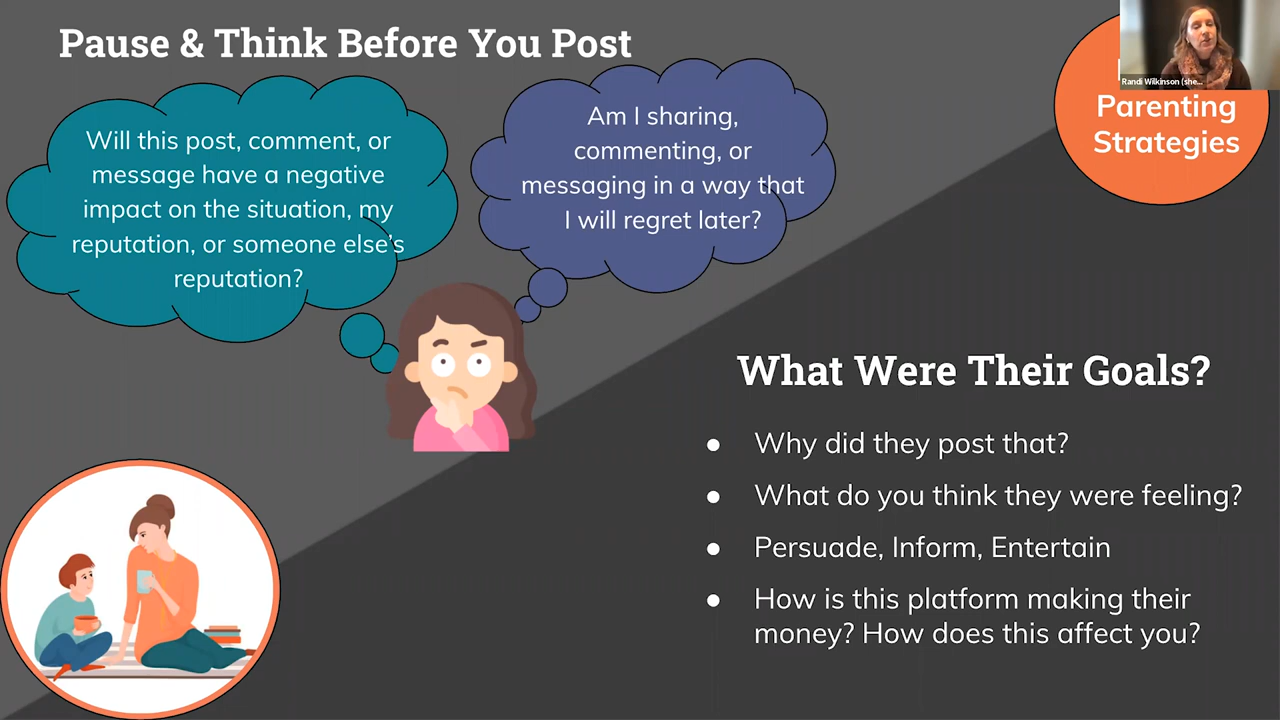 Pause & Think Before You Post
Will this post, comment, or
message have a negative
impact on the situation, my
reputation, or someone else's
reputation?
Am I sharing,
commenting, or
messaging in a way that
I will regret later?
Randi Wilkinson (she...
Parenting
Strategies
What Were Their Goals?
● Why did they post that?
● What do you think they were feeling?
● Persuade, Inform, Entertain
● How is this platform making their
money? How does this affect you?